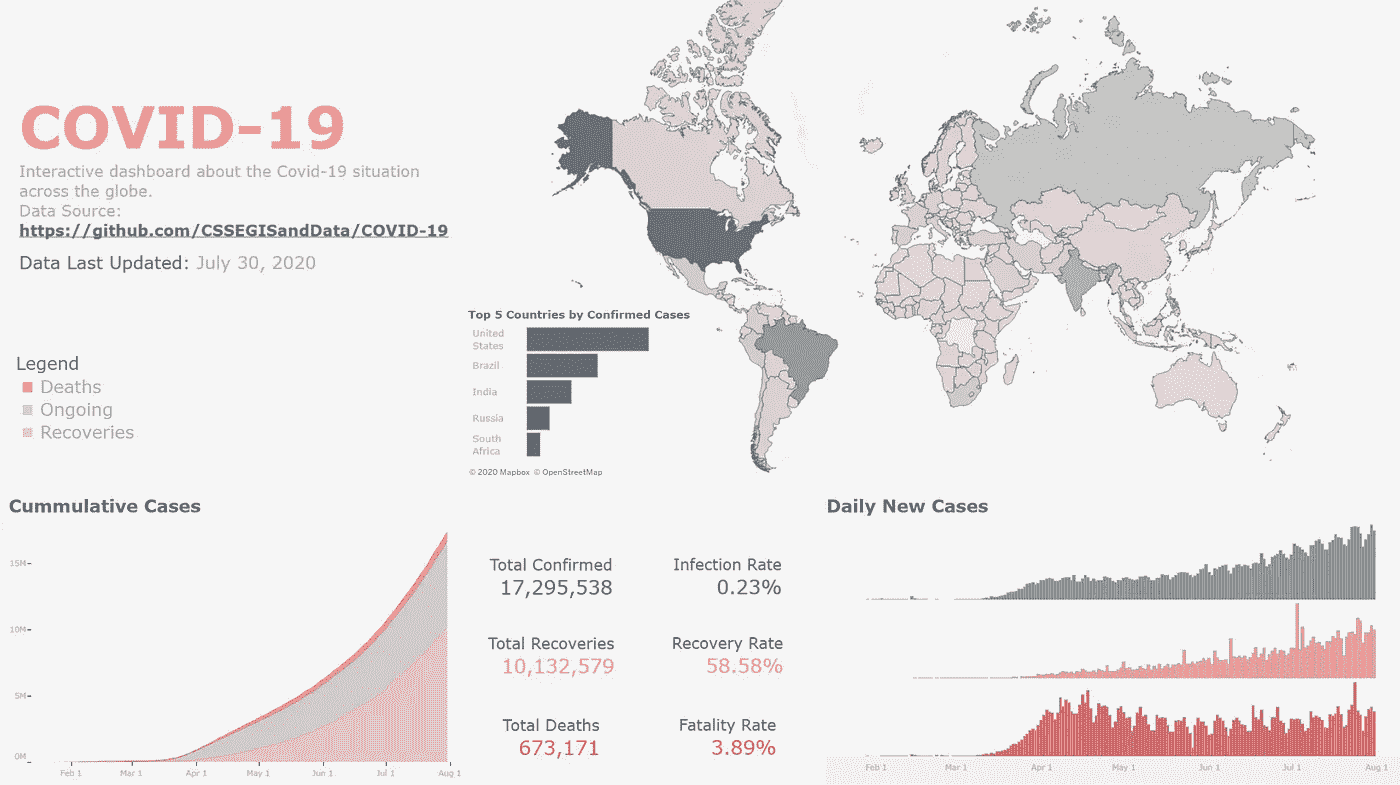 COVID-19
Interactive dashboard about the Covid-19 situation
across the globe.
Data Source:
https://github.com/CSSEGISandData/COVID-19
Data Last Updated: July 30, 2020
Legend
Deaths
Ongoing
Recoveries
Top 5 Countries by Confirmed Cases
United
States
Brazil
India
Russia
South
Africa
© 2020 Mapbox © OpenStreetMap
Cummulative Cases
15M
10M
5M
0M
Feb 1 Mar 1 Apr 1 May 1 Jun 1 Jul 1 Aug 1
Total Confirmed
17,295,538
Infection Rate
0.23%
Total Recoveries
10,132,579
Recovery Rate
58.58%
Total Deaths
673,171
Fatality Rate
3.89%
Daily New Cases
Feb 1 Mar 1 Apr 1 May 1 Jun 1 Jul 1 Aug 1